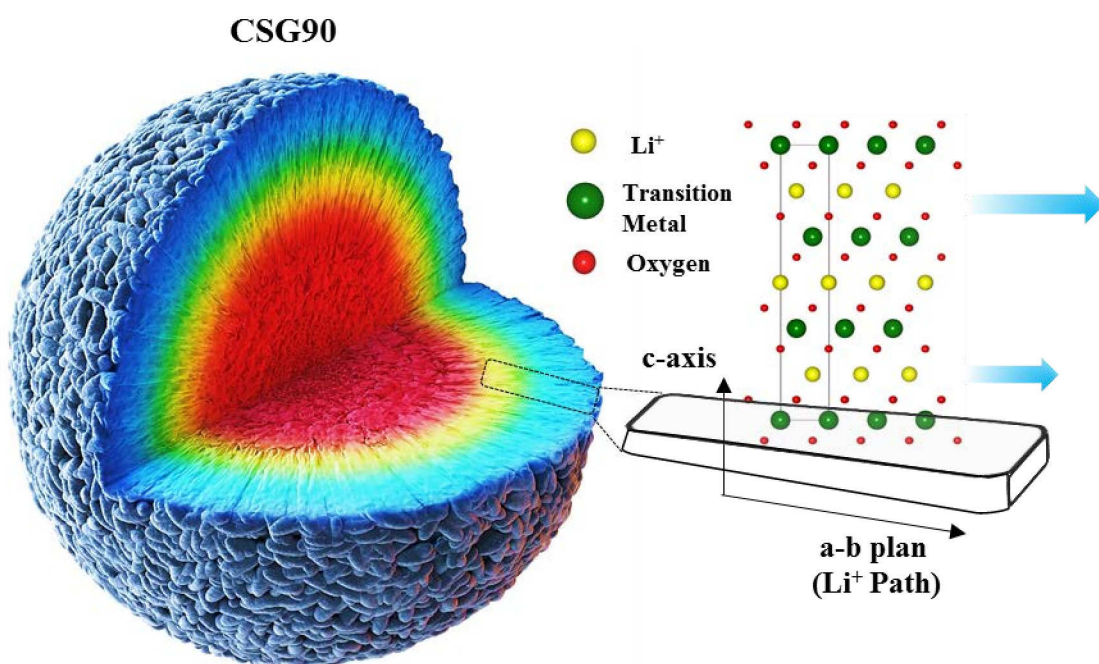 CSG90
Li⁺
Transition
Metal
Oxygen
c-axis
a-b plan
(Li⁺ Path)